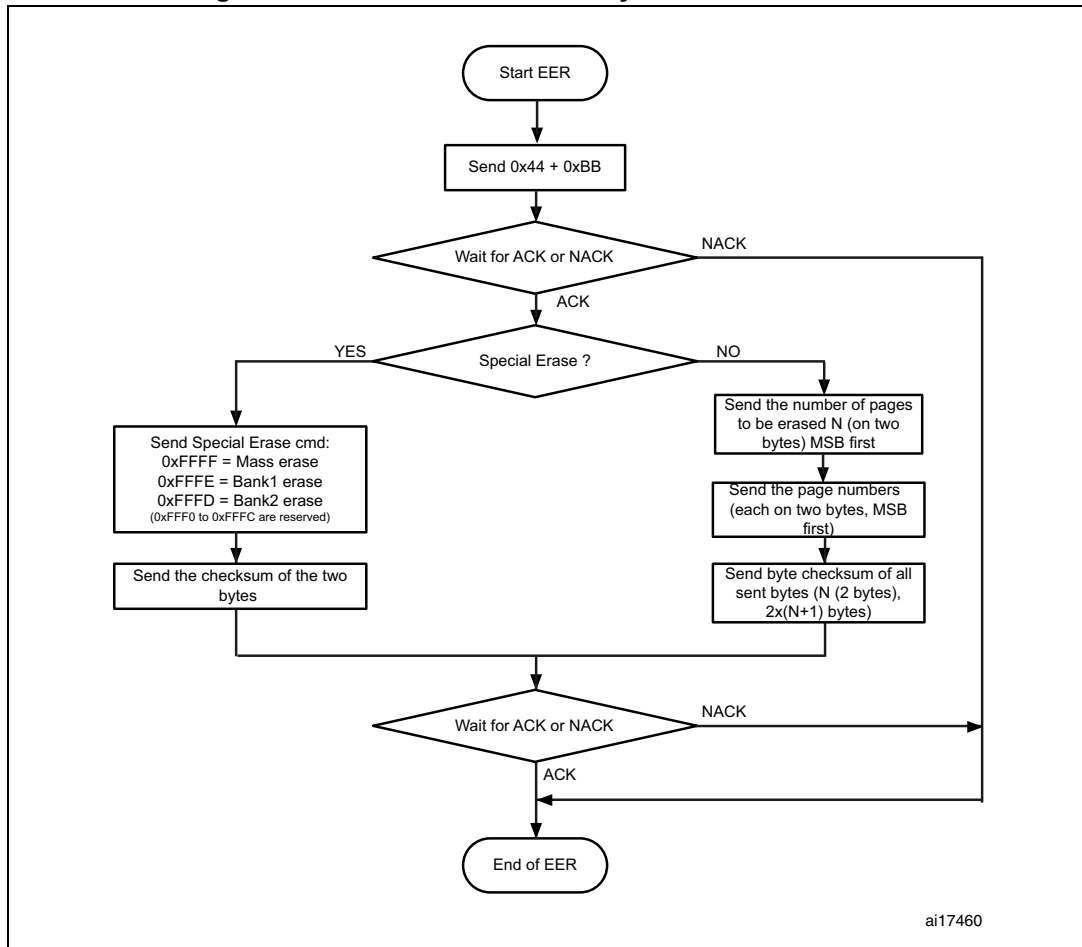 Start EER
Send 0x44 + 0xBB
Wait for ACK or NACK
NACK
ACK
YES
Special Erase ?
NO
Send Special Erase cmd:
0xFFFF = Mass erase
0xFFFE = Bank1 erase
0xFFFD = Bank2 erase
(0xFFF0 to 0xFFFC are reserved)
Send the checksum of the two
bytes
Send the number of pages
to be erased N (on two
bytes) MSB first
Send the page numbers
(each on two bytes, MSB
first)
Send byte checksum of all
sent bytes (N (2 bytes),
2x(N+1) bytes)
Wait for ACK or NACK
NACK
ACK
End of EER
ai17460